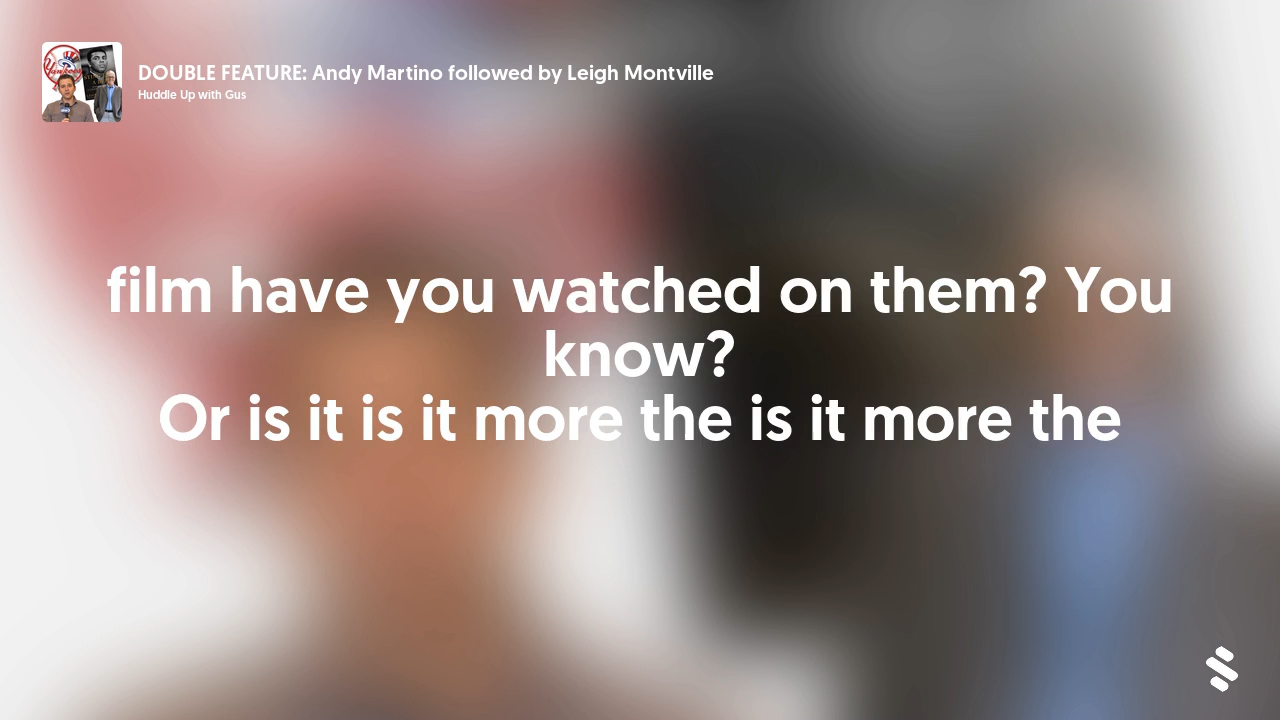 DOUBLE FEATURE: Andy Martino followed by Leigh Montville
Huddle Up with Gus
film have you watched on them? You
know?
Or is it is it more the is it more the